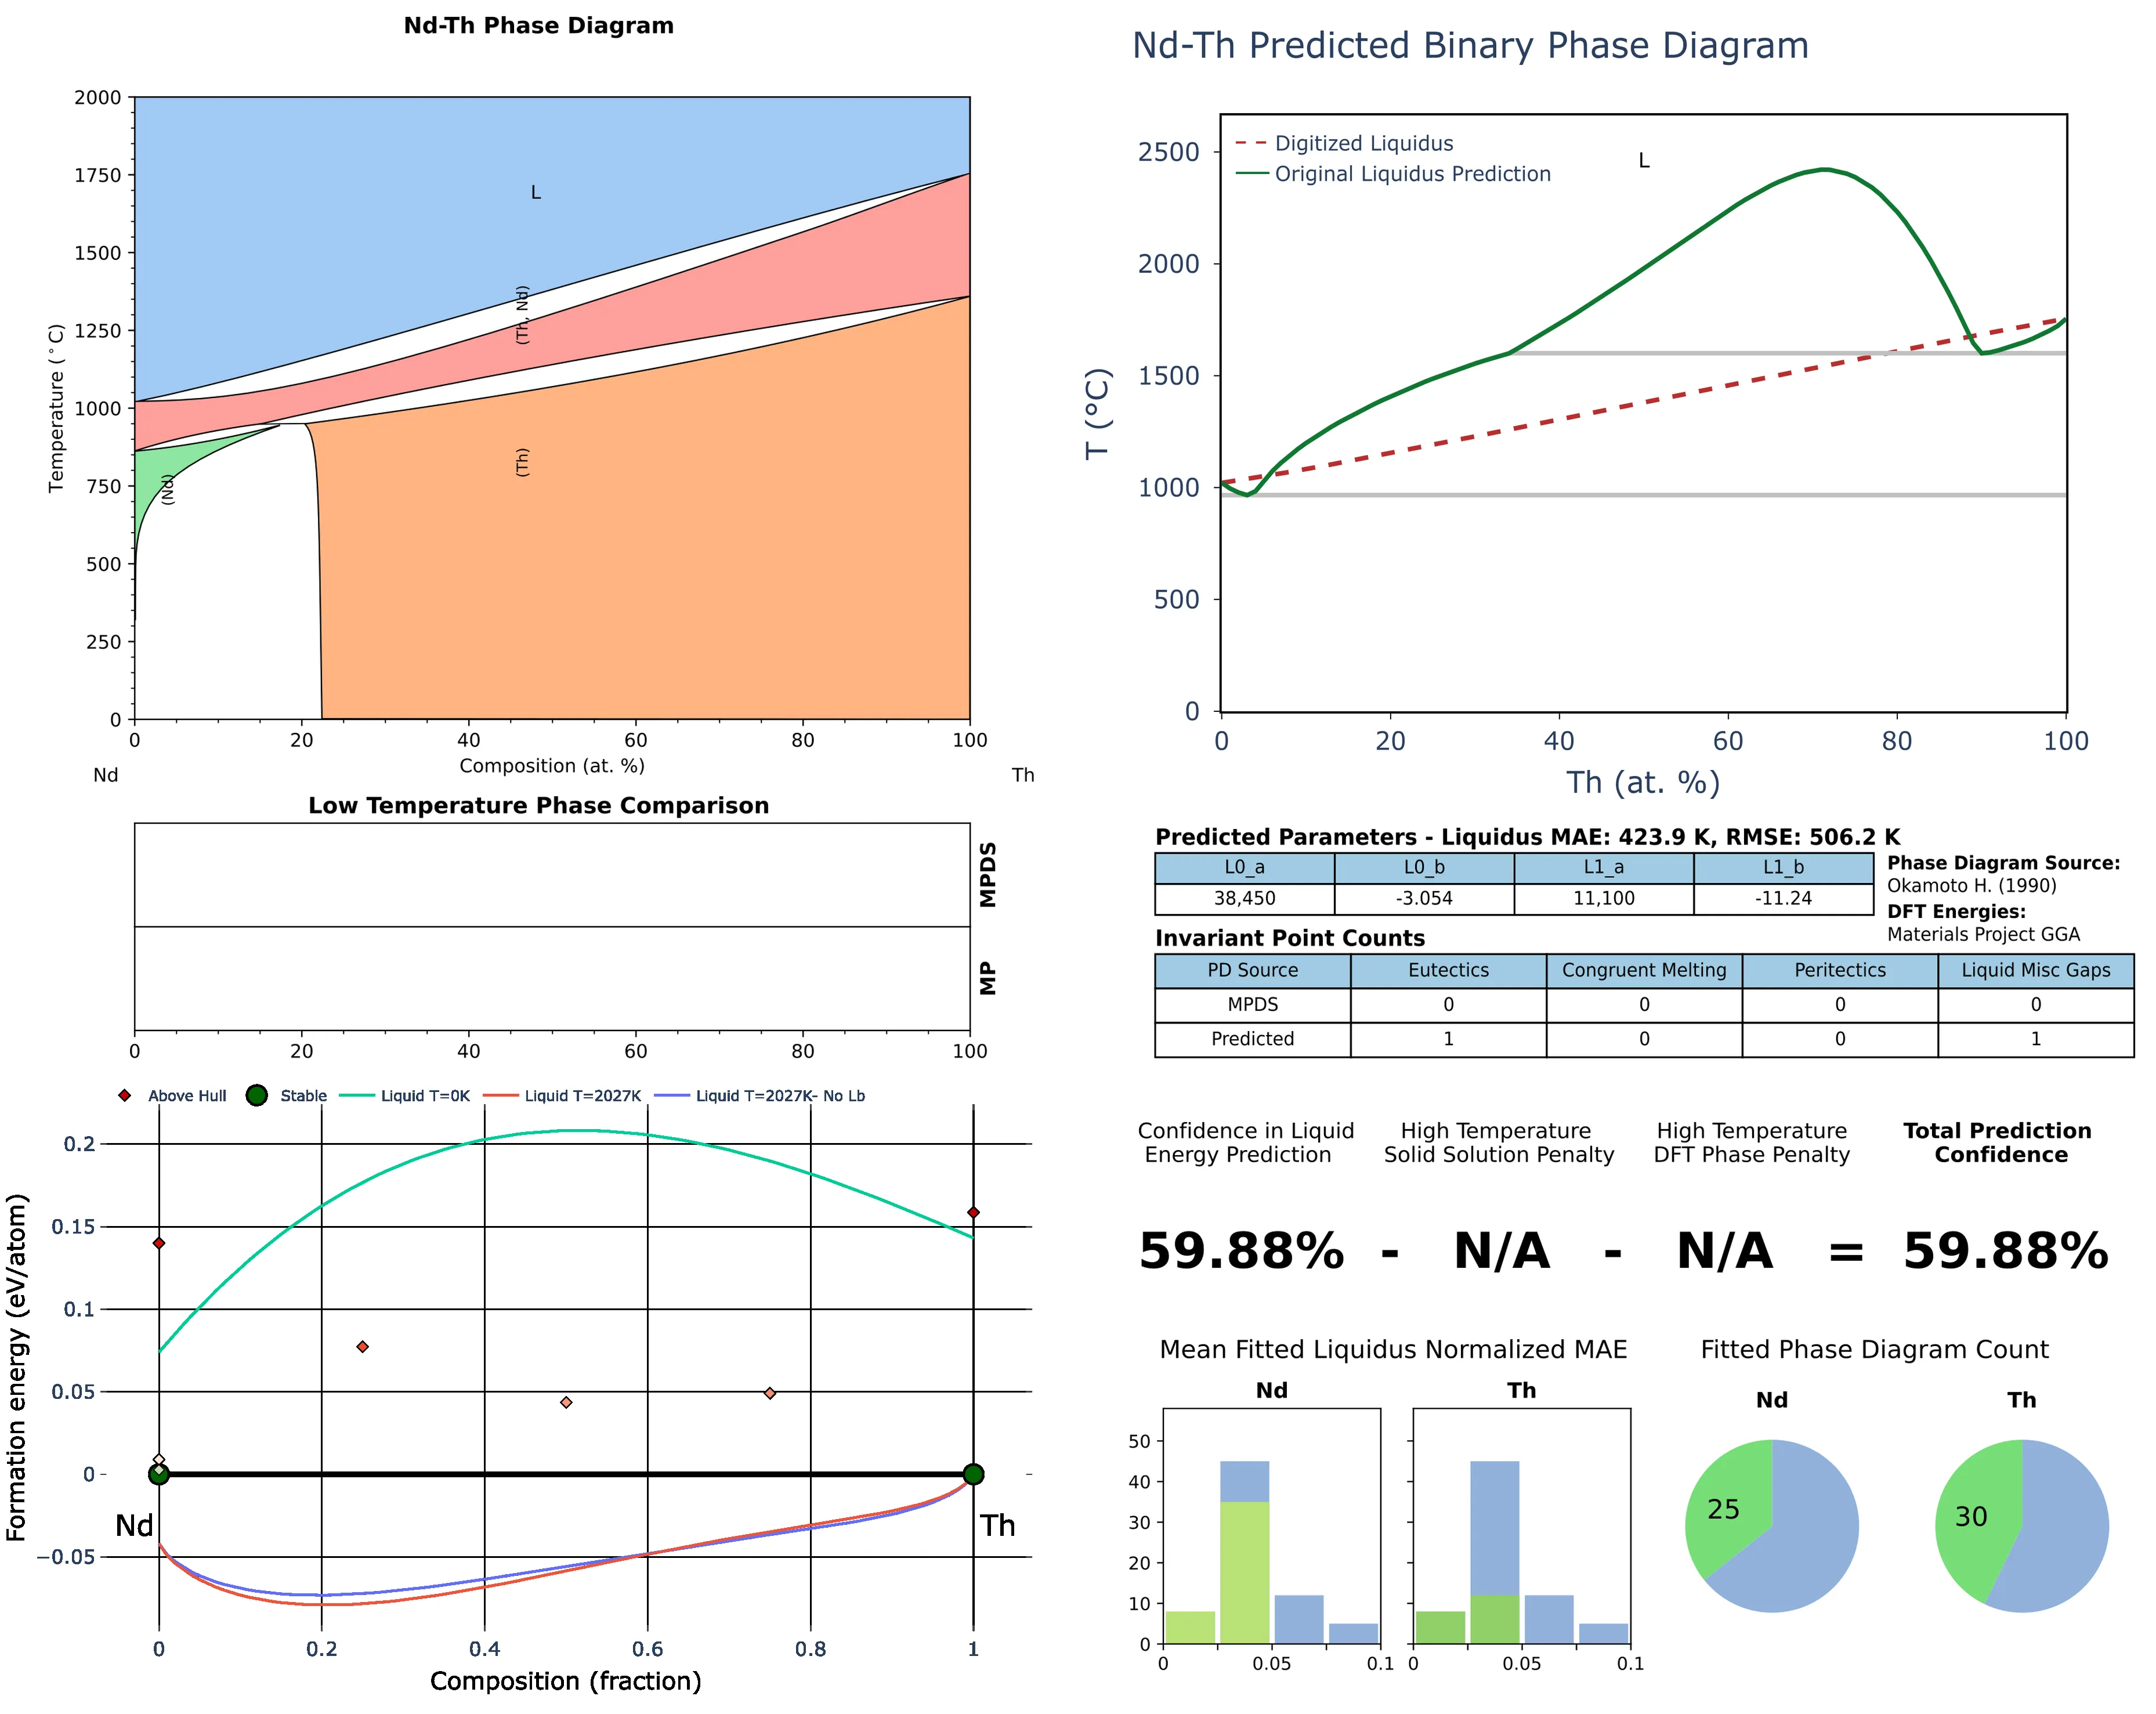 Nd-Th Phase Diagram
2000
1750
1500
1250
1000
750
500
250
0
Temperature (°C)
L
(Th, Nd)
(Th)
(Nd)
0 20 40 60 80 100
Composition (at. %)
Nd Th
Nd-Th Predicted Binary Phase Diagram
Digitized Liquidus
Original Liquidus Prediction
L
2500
2000
1500
1000
500
0
T (°C)
0 20 40 60 80 100
Th (at. %)
Low Temperature Phase Comparison
MPDS
MP
0 20 40 60 80 100
Predicted Parameters - Liquidus MAE: 423.9 K, RMSE: 506.2 K
L0_a L0_b L1_a L1_b
38,450 -3.054 11,100 -11.24
Phase Diagram Source:
Okamoto H. (1990)
DFT Energies:
Materials Project GGA
Invariant Point Counts
PD Source Eutectics Congruent Melting Peritectics Liquid Misc Gaps
MPDS 0 0 0 0
Predicted 1 0 0 1
Above Hull Stable Liquid T=0K Liquid T=2027K Liquid T=2027K- No Lb
0.2
0.15
0.1
0.05
0
−0.05
Formation energy (eV/atom)
Nd Th
0 0.2 0.4 0.6 0.8 1
Composition (fraction)
Confidence in Liquid
Energy Prediction
High Temperature
Solid Solution Penalty
High Temperature
DFT Phase Penalty
Total Prediction
Confidence
59.88% - N/A - N/A = 59.88%
Mean Fitted Liquidus Normalized MAE
Nd Th
50
40
30
20
10
0
0 0.05 0.1 0 0.05 0.1
Fitted Phase Diagram Count
Nd Th
25 30